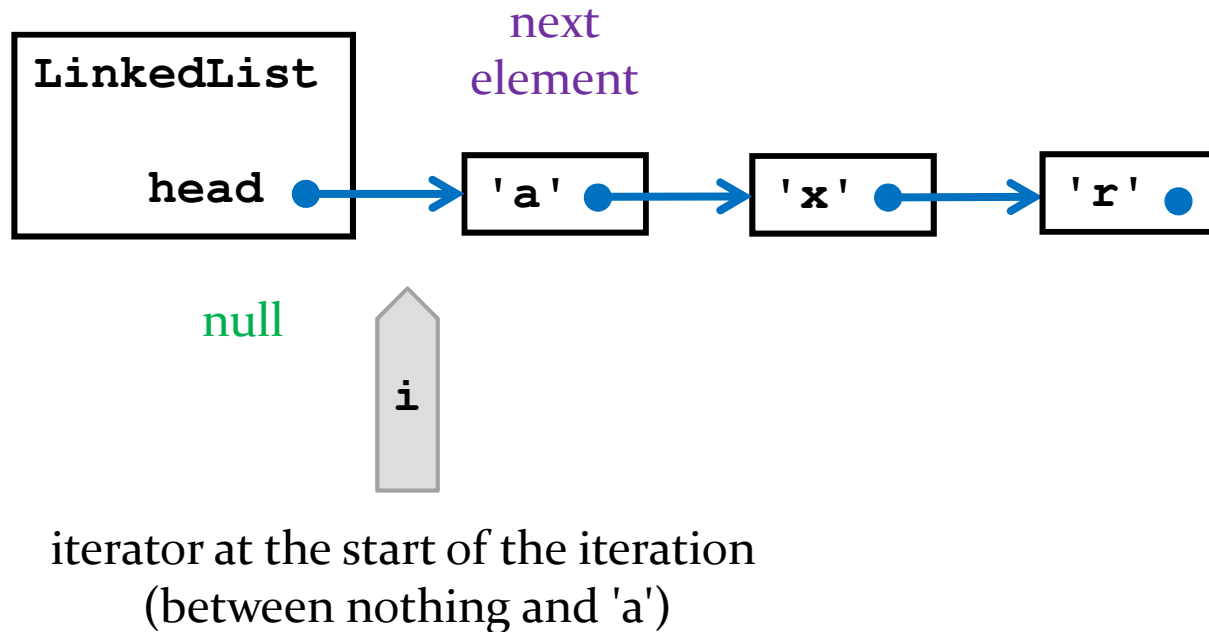 next
element
LinkedList
head
'a'
'x'
'r'
null
i
iterator at the start of the iteration
(between nothing and 'a')